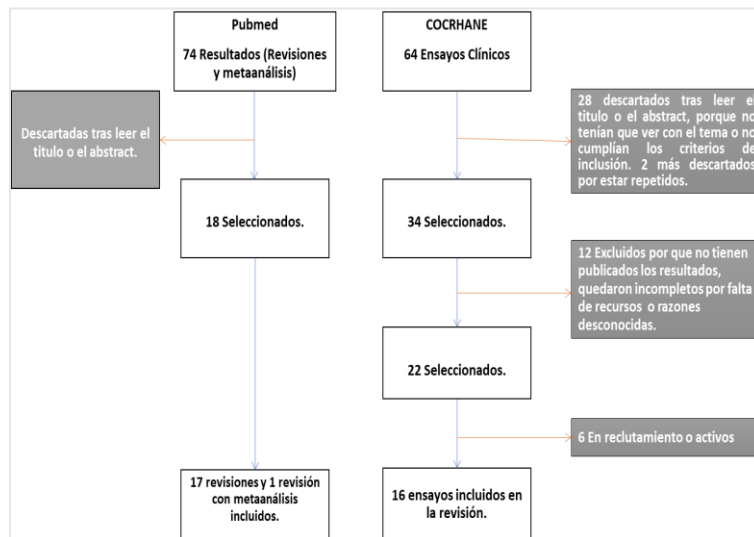 Pubmed
74 Resultados (Revisiones
y metaanálisis)
COCRHANE
64 Ensayos Clínicos
Descartadas tras leer el
titulo o el abstract.
28 descartados tras leer el
titulo o el abstract, porque no
tenían que ver con el tema o no
cumplían los criterios de
inclusión. 2 más descartados
por estar repetidos.
18 Seleccionados.
34 Seleccionados.
12 Excluidos por que no tienen
publicados los resultados,
quedaron incompletos por falta
de recursos o razones
desconocidas.
22 Seleccionados.
6 En reclutamiento o activos
17 revisiones y 1 revisión
con metaanálisis
incluidos.
16 ensayos incluidos en
la revisión.